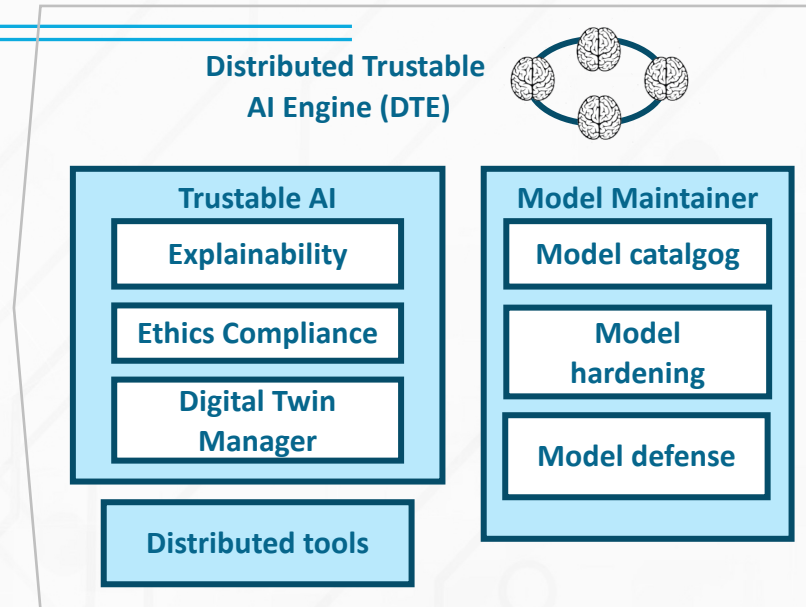 Distributed Trustable
AI Engine (DTE)
Trustable AI
Explainability
Ethics Compliance
Digital Twin
Manager
Distributed tools
Model Maintainer
Model catalgog
Model
hardening
Model defense